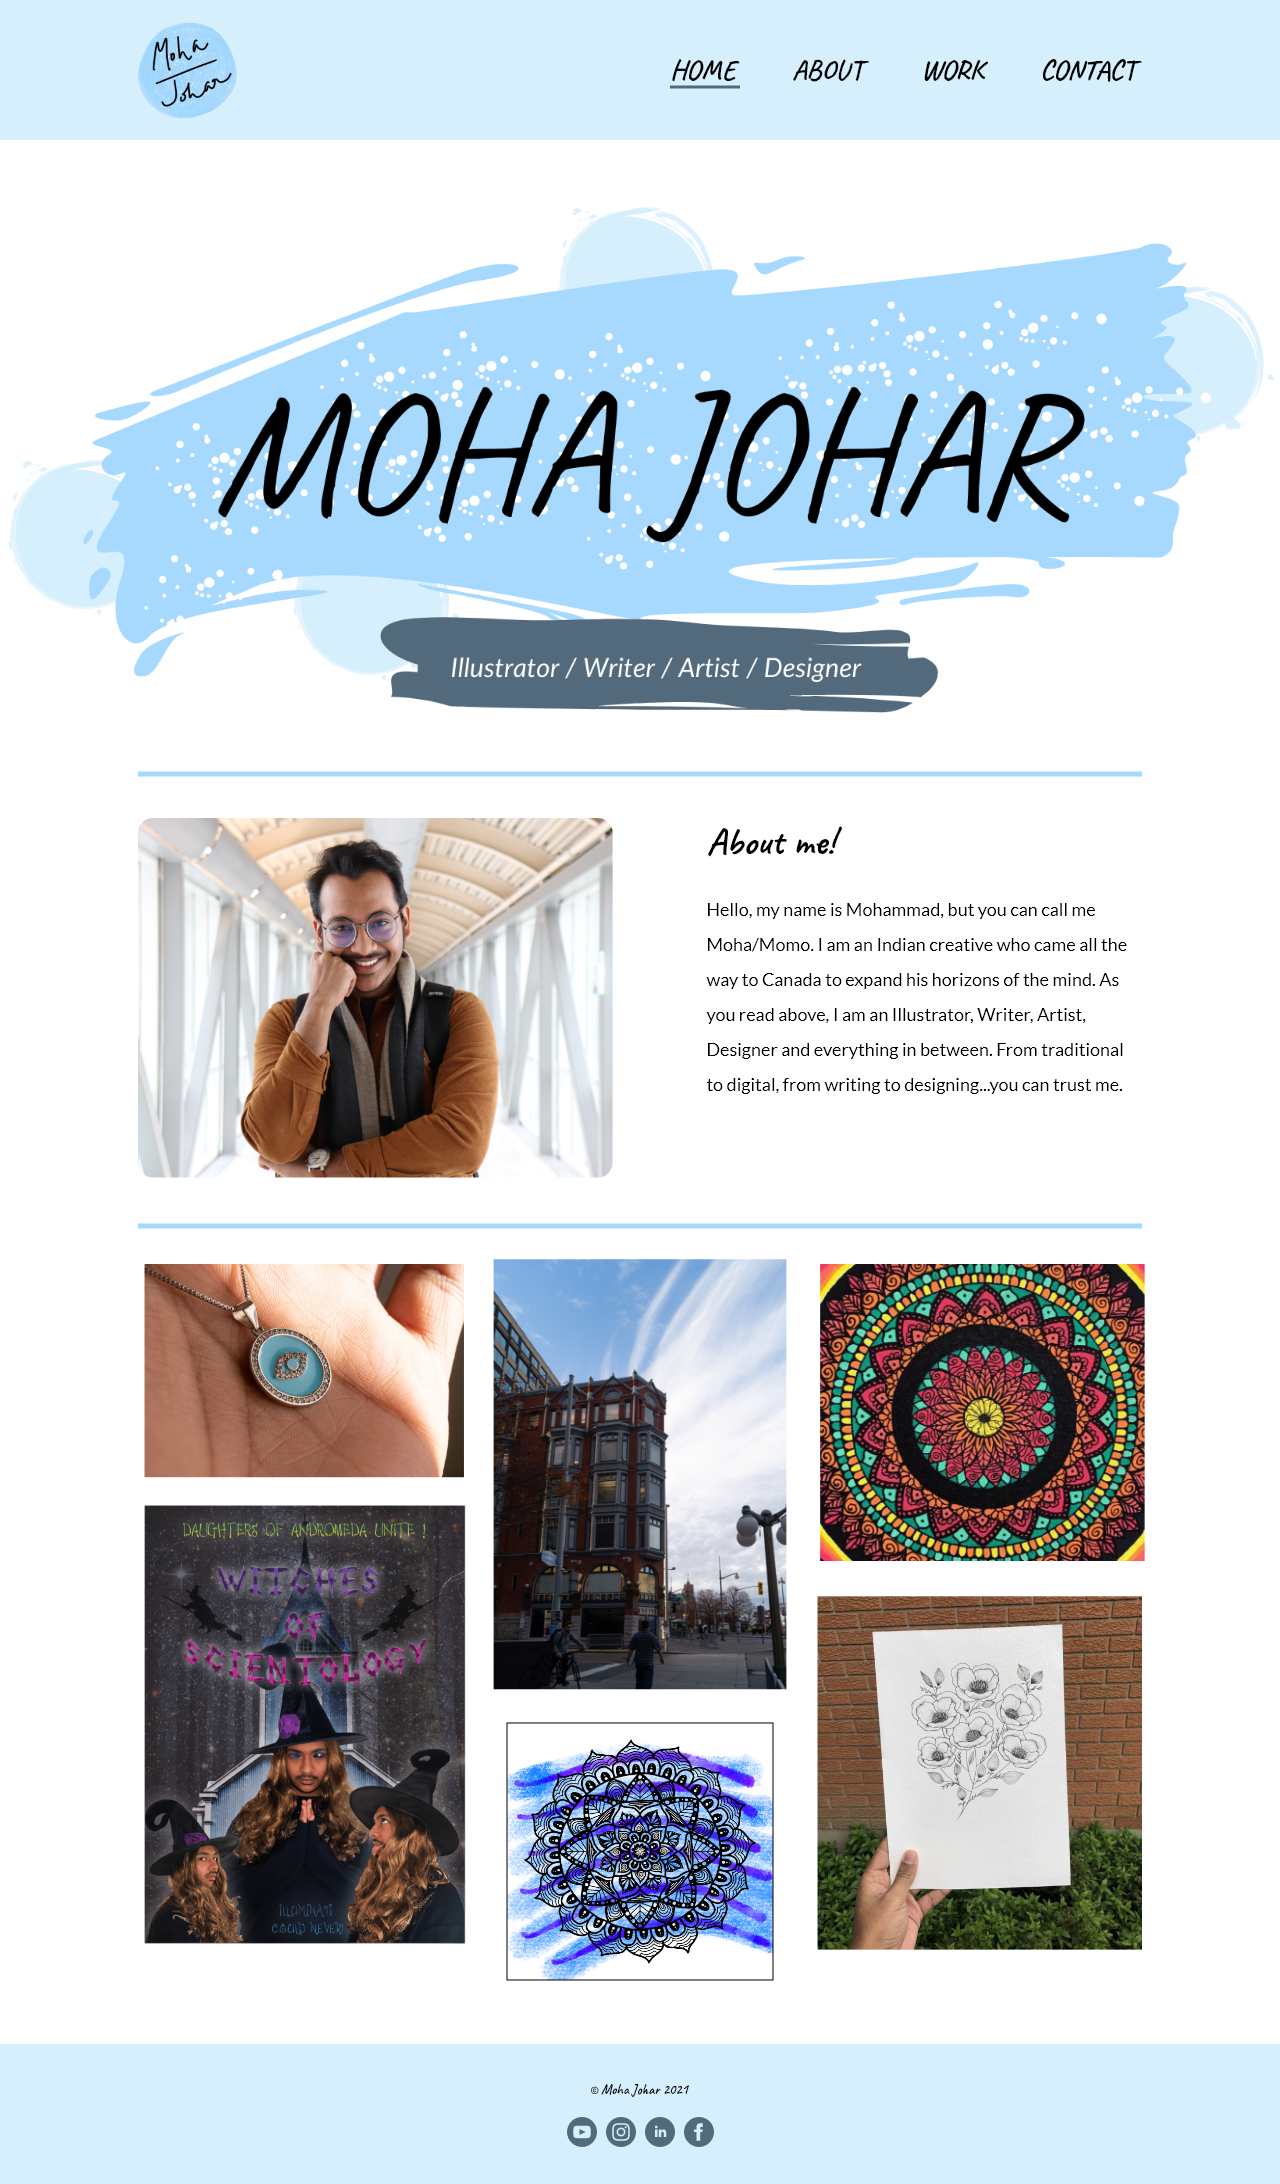 Moha
Johar
HOME ABOUT WORK CONTACT
MOHA JOHAR
Illustrator / Writer / Artist / Designer
About me!
Hello, my name is Mohammad, but you can call me
Moha/Momo. I am an Indian creative who came all the
way to Canada to expand his horizons of the mind. As
you read above, I am an Illustrator, Writer, Artist,
Designer and everything in between. From traditional
to digital, from writing to designing...you can trust me.
DAUGHTERS OF ANDROMEDA UNITE !
WITCHES
OF
SCIENTOLOGY
ILLUMINATI
COULD NEVER!
© Moha Johar 2021
in